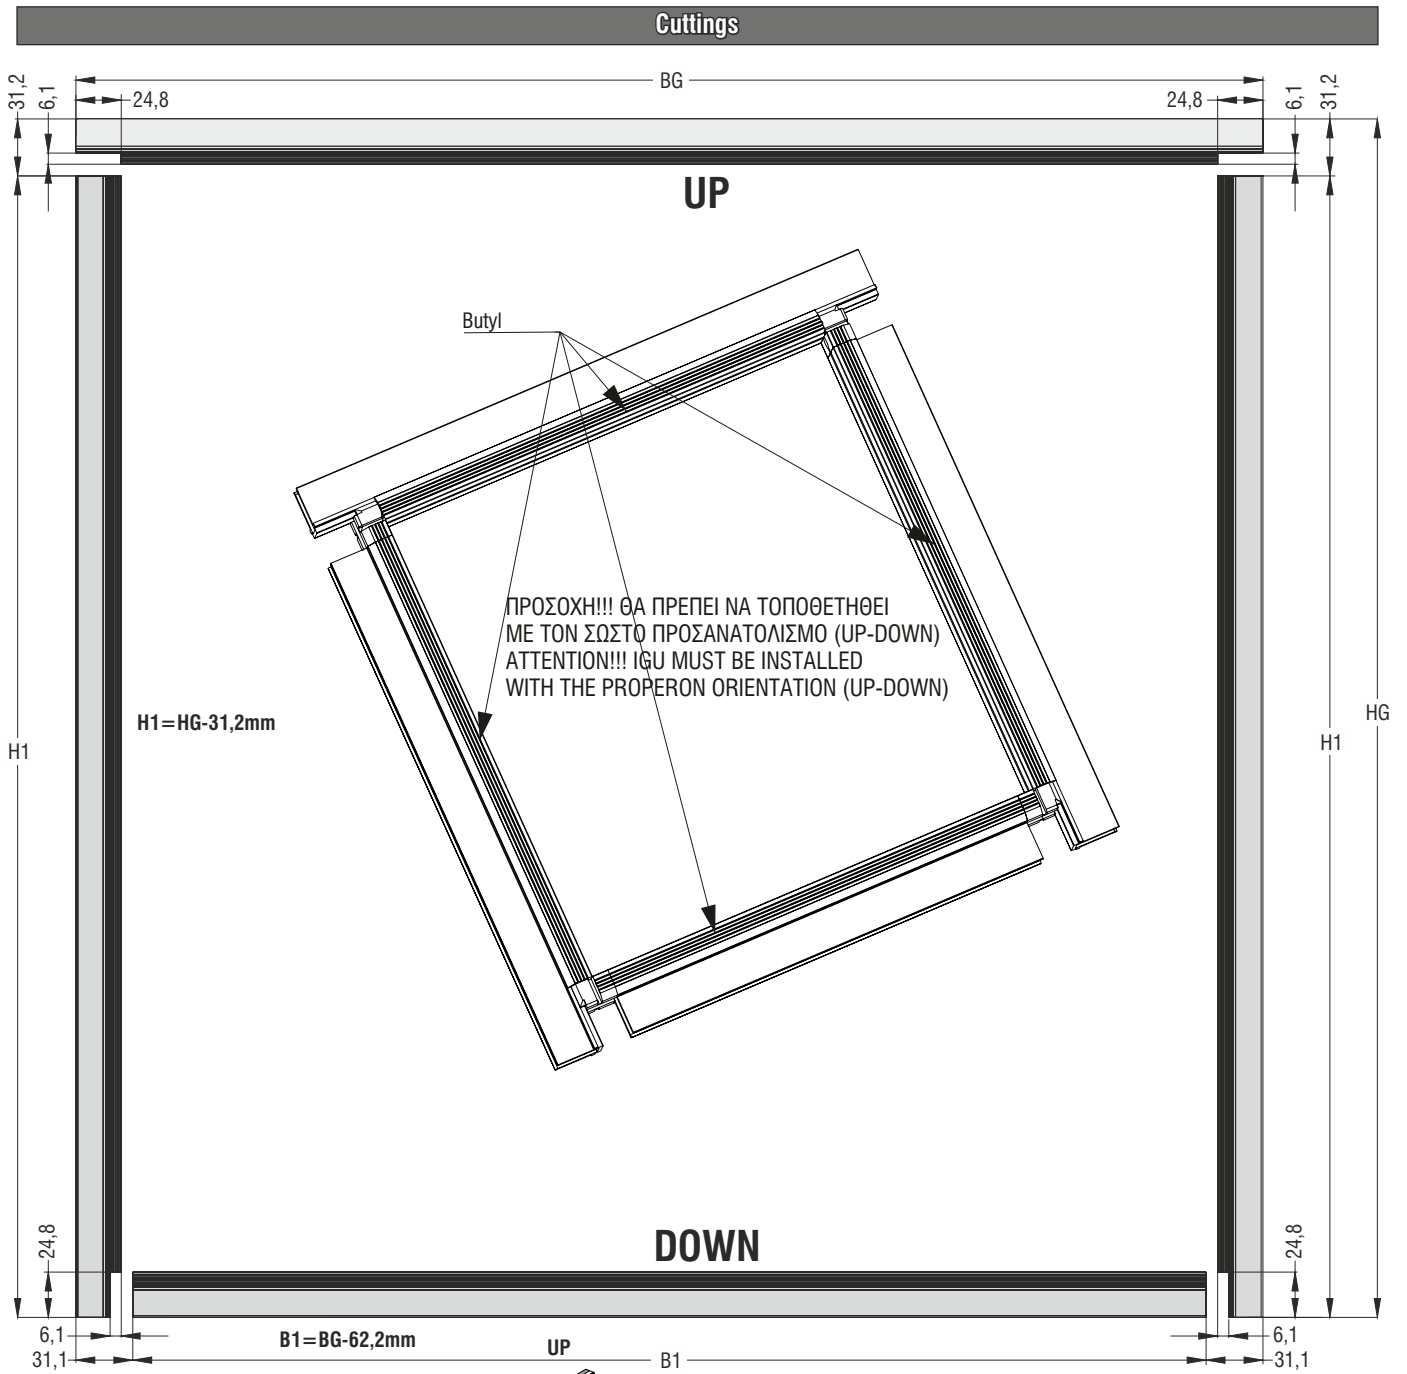 Cuttings
BG
31,2
6,1
24,8
24,8
6,1
31,2
UP
Butyl
ΠΡΟΣΟΧΗ!!! ΘΑ ΠΡΕΠΕΙ ΝΑ ΤΟΠΟΘΕΤΗΘΕΙ
ΜΕ ΤΟΝ ΣΩΣΤΟ ΠΡΟΣΑΝΑΤΟΛΙΣΜΟ (UP-DOWN)
ATTENTION!!! IGU MUST BE INSTALLED
WITH THE PROPERON ORIENTATION (UP-DOWN)
H1=HG-31,2mm
H1
H1
HG
DOWN
24,8
24,8
6,1
B1=BG-62,2mm
UP
6,1
31,1
B1
31,1